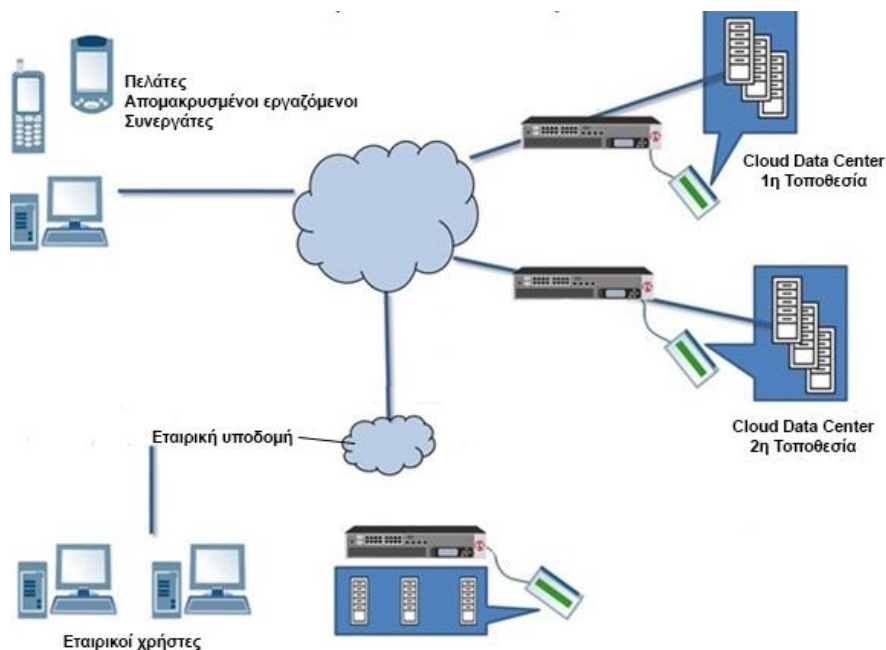 Πελάτες
Απομακρυσμένοι εργαζόμενοι
Συνεργάτες
Cloud Data Center
1η Τοποθεσία
Cloud Data Center
2η Τοποθεσία
Εταιρική υποδομή
Εταιρικοί χρήστες